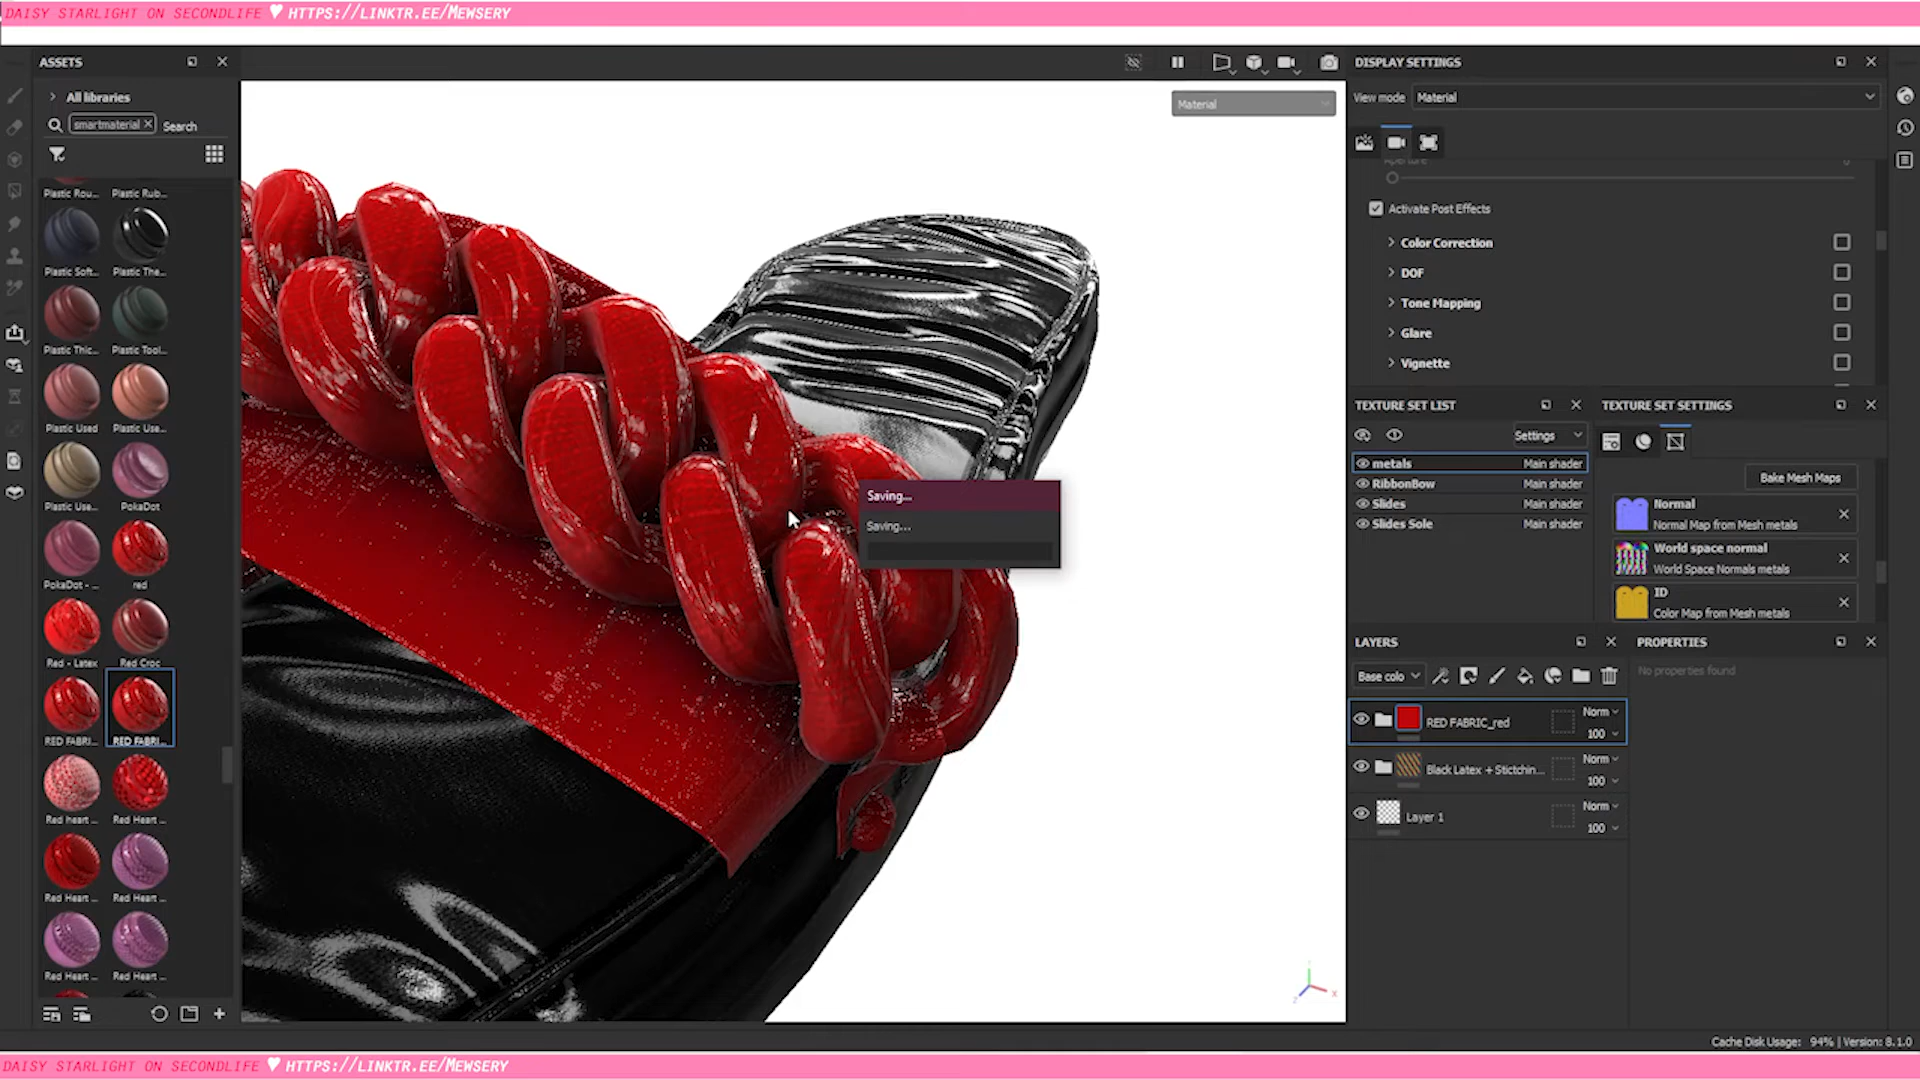 DAISY STARLIGHT ON SECONDLIFE ♥ HTTPS://LINKTR.EE/MEWSERY
ASSETS
All libraries
smartmaterial
Search
Plastic Rou...
Plastic Rub...
Plastic Soft...
Plastic The...
Plastic Thic...
Plastic Tool...
Plastic Used
Plastic Use...
Plastic Use...
PokaDot
PokaDot - ...
red
Red - Latex
Red Croc
RED FABRI...
RED FABRI...
Red heart ...
Red Heart ...
Red Heart ...
Red Heart ...
Red Heart ...
Red Heart ...
Material
Saving...
Saving...
DISPLAY SETTINGS
View mode
Material
Aperture
0
Activate Post Effects
Color Correction
DOF
Tone Mapping
Glare
Vignette
TEXTURE SET LIST
Settings
metals
Main shader
RibbonBow
Main shader
Slides
Main shader
Slides Sole
Main shader
TEXTURE SET SETTINGS
Bake Mesh Maps
Normal
Normal Map from Mesh metals
World space normal
World Space Normals metals
ID
Color Map from Mesh metals
LAYERS
Base colo
RED FABRIC_red
Norm
100
Black Latex + Stictchin...
Norm
100
Layer 1
Norm
100
PROPERTIES
No properties found
Cache Disk Usage: 94% | Version: 8.1.0
DAISY STARLIGHT ON SECONDLIFE ♥ HTTPS://LINKTR.EE/MEWSERY